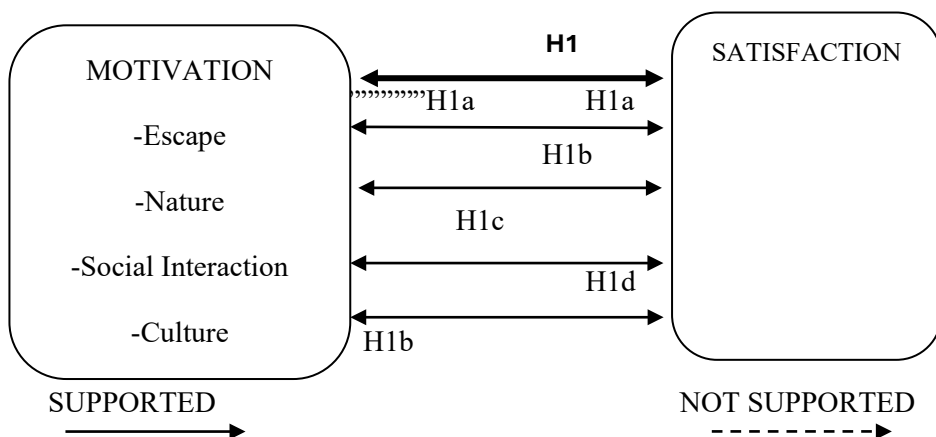 H1
MOTIVATION
SATISFACTION
””””””””H1a H1a
-Escape
H1b
-Nature
H1c
-Social Interaction
H1d
-Culture
H1b
SUPPORTED
NOT SUPPORTED